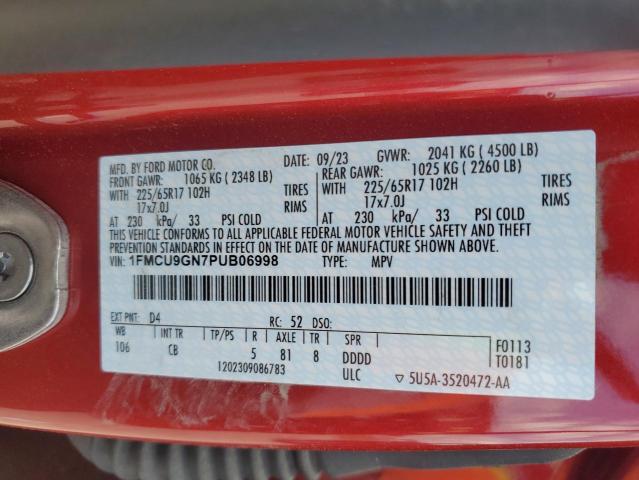 MFD. BY FORD MOTOR CO.
DATE: 09/23 GVWR: 2041 KG ( 4500 LB)
FRONT GAWR: 1065 KG ( 2348 LB) REAR GAWR: 1025 KG ( 2260 LB)
WITH 225/65R17 102H TIRES WITH 225/65R17 102H TIRES
17x7.0J RIMS 17x7.0J RIMS
AT 230 kPa/ 33 PSI COLD AT 230 kPa/ 33 PSI COLD
THIS VEHICLE CONFORMS TO ALL APPLICABLE FEDERAL MOTOR VEHICLE SAFETY AND THEFT
PREVENTION STANDARDS IN EFFECT ON THE DATE OF MANUFACTURE SHOWN ABOVE.
VIN: 1FMCU9GN7PUB06998 TYPE: MPV
EXT PNT: D4 RC: 52 DSO:
WB INT TR TP/PS R AXLE TR SPR
106 CB 5 81 8 DDDD
F0113
T0181
1202309086783 ULC ▽ 5U5A-3520472-AA